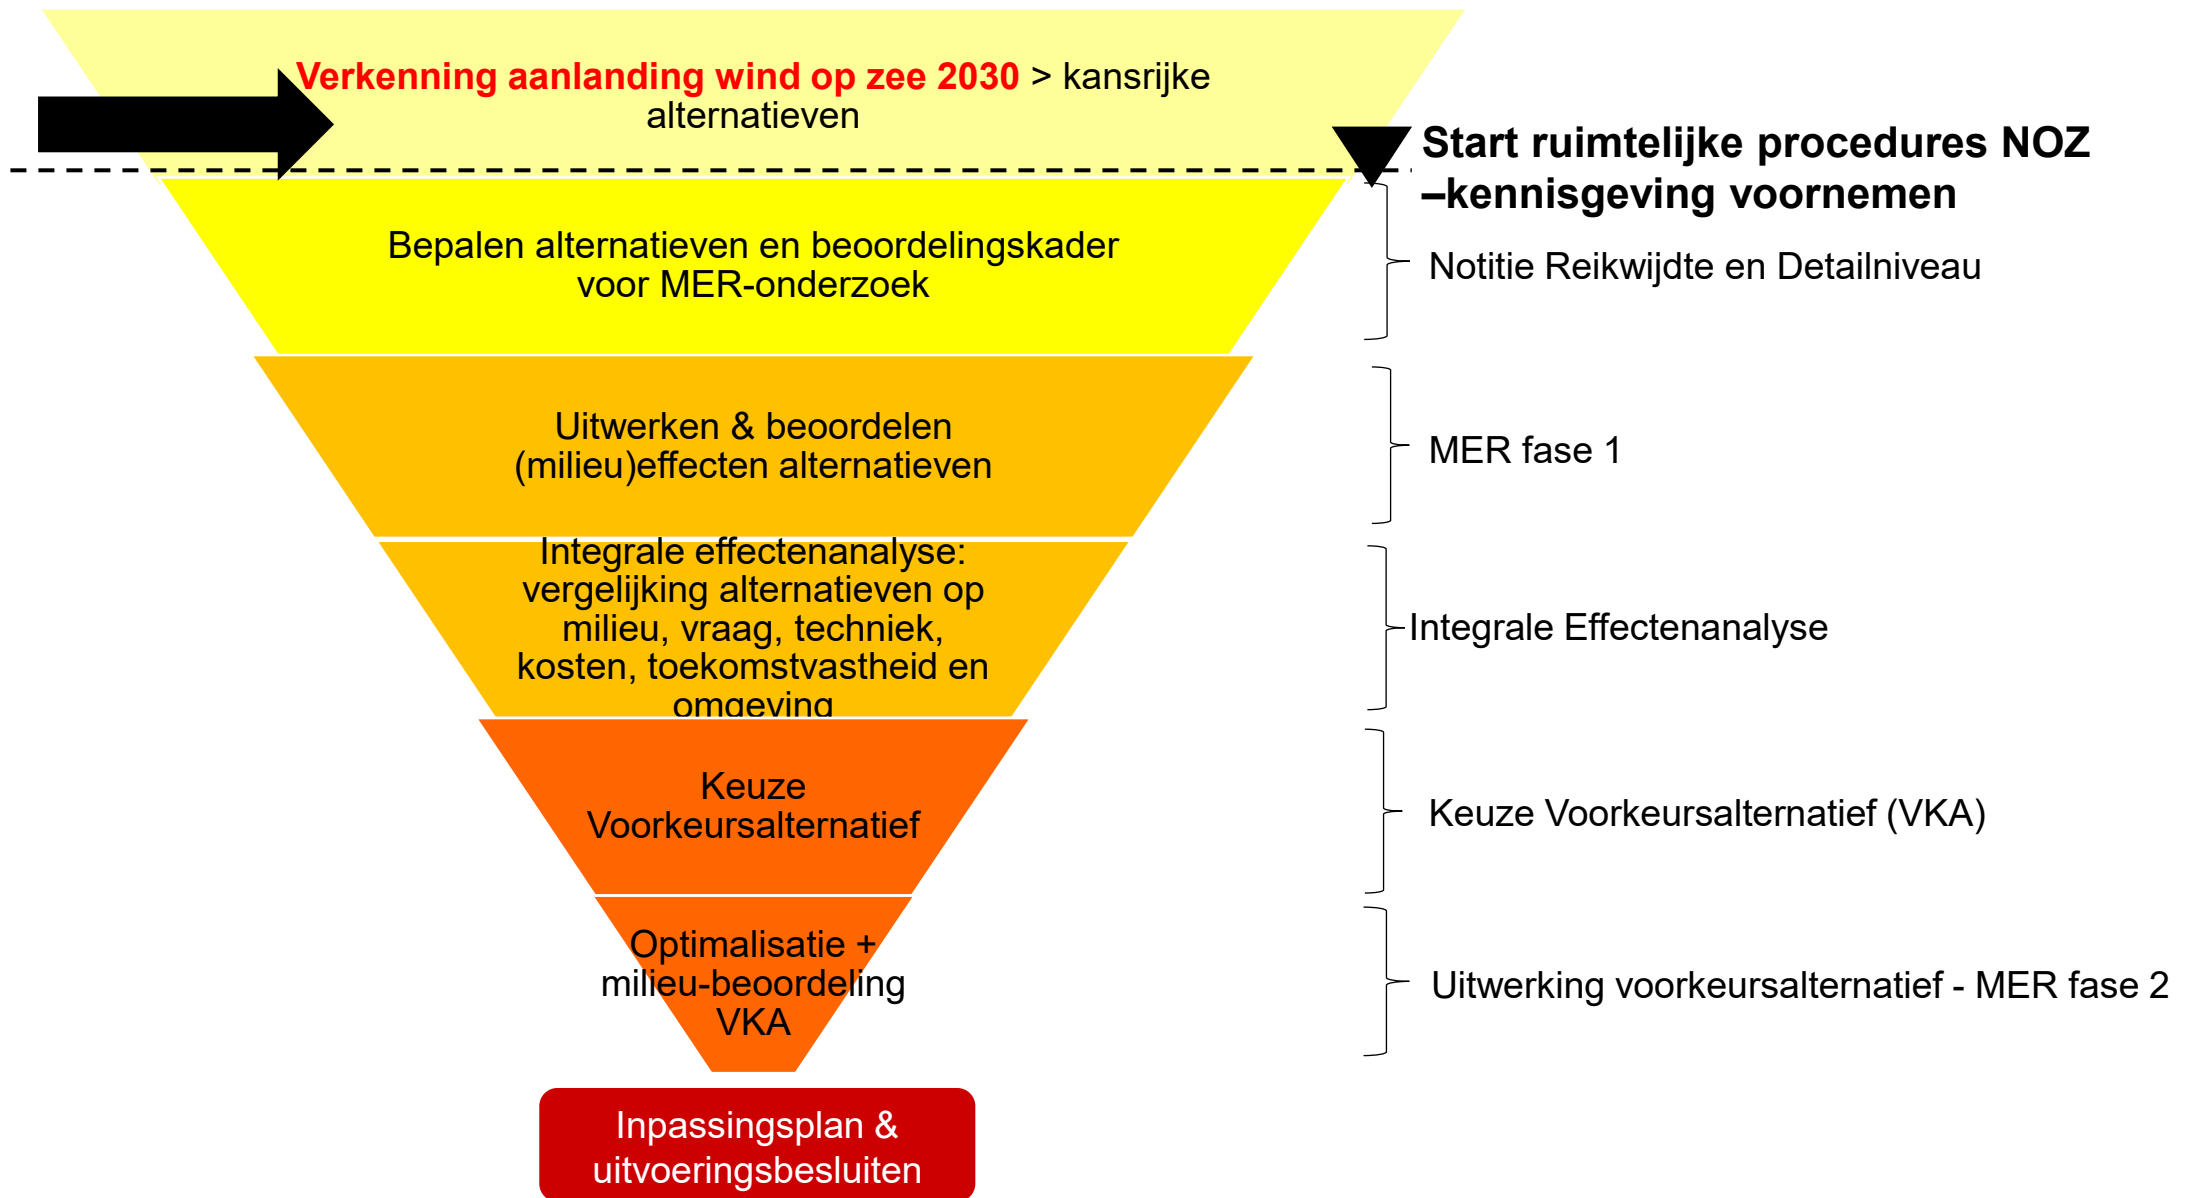 Verkenning aanlanding wind op zee 2030 > kansrijke
alternatieven
Start ruimtelijke procedures NOZ
–kennisgeving voornemen
Bepalen alternatieven en beoordelingskader
voor MER-onderzoek
Notitie Reikwijdte en Detailniveau
Uitwerken & beoordelen
(milieu)effecten alternatieven
MER fase 1
Integrale effectenanalyse:
vergelijking alternatieven op
milieu, vraag, techniek,
kosten, toekomstvastheid en
omgeving
Integrale Effectenanalyse
Keuze
Voorkeursalternatief
Keuze Voorkeursalternatief (VKA)
Optimalisatie +
milieu-beoordeling
VKA
Uitwerking voorkeursalternatief - MER fase 2
Inpassingsplan &
uitvoeringsbesluiten